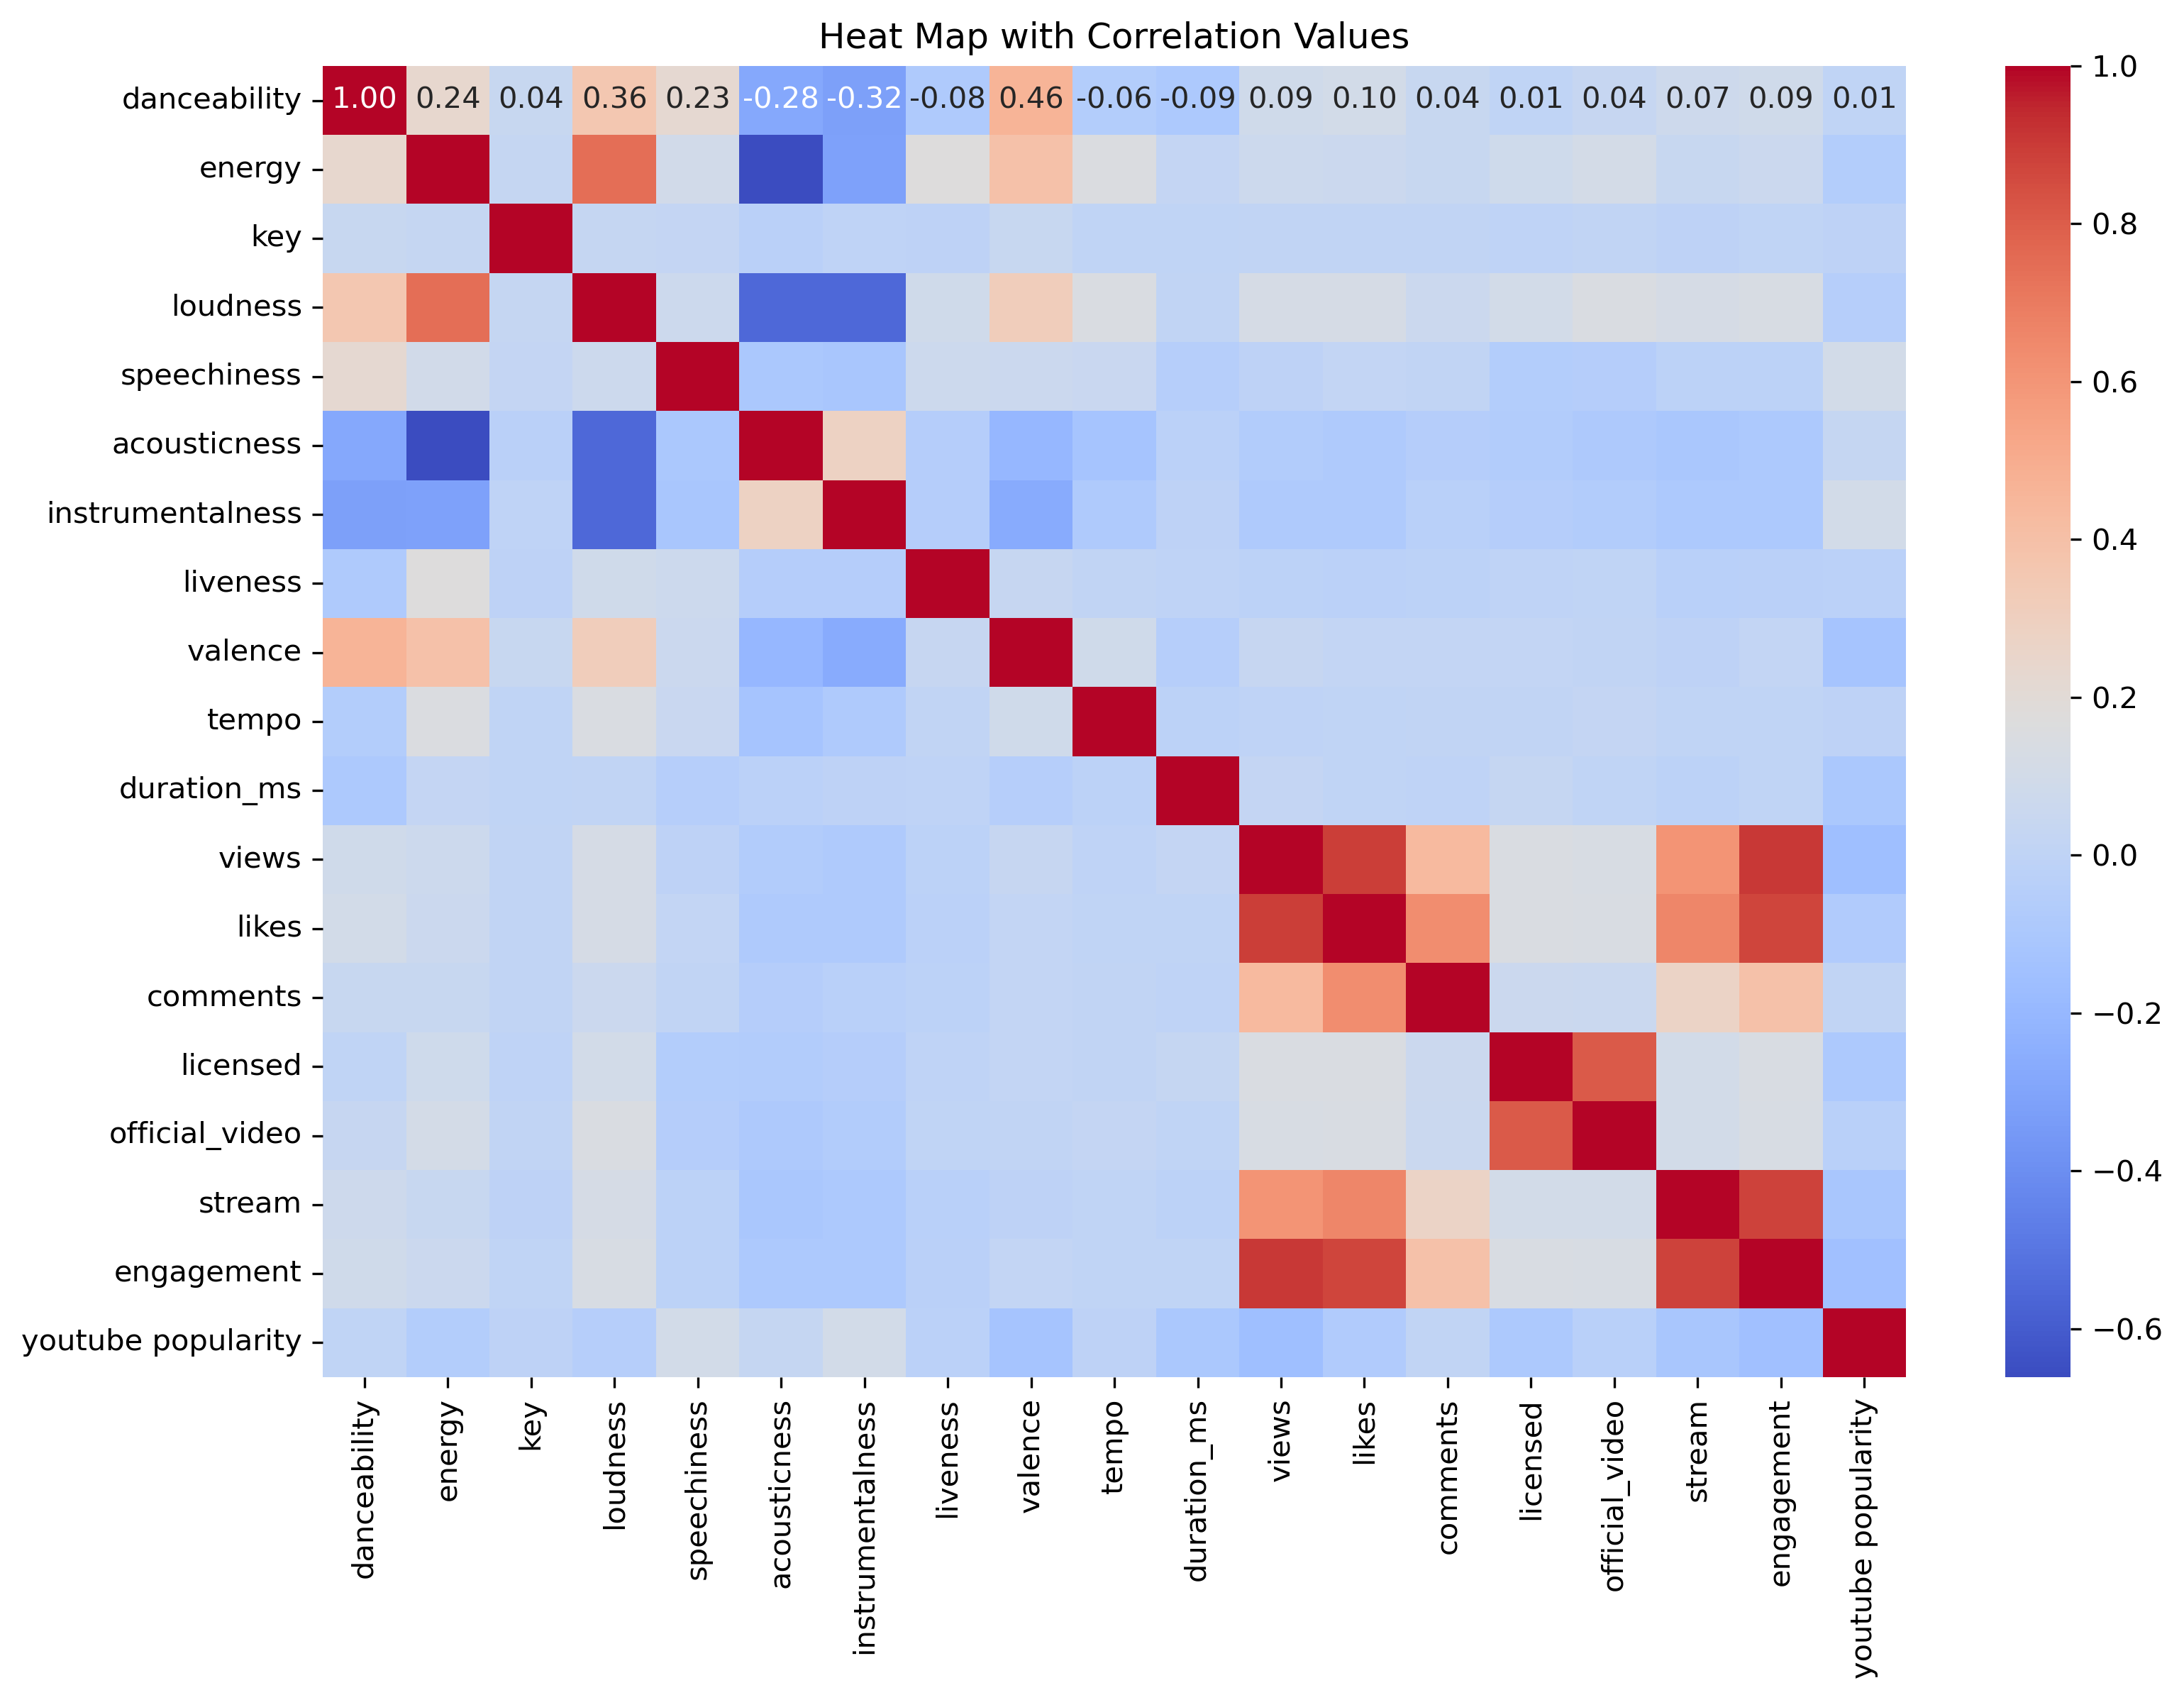 Heat Map with Correlation Values
danceability 1.00 0.24 0.04 0.36 0.23 -0.28 -0.32 -0.08 0.46 -0.06 -0.09 0.09 0.10 0.04 0.01 0.04 0.07 0.09 0.01
energy
key
loudness
speechiness
acousticness
instrumentalness
liveness
valence
tempo
duration_ms
views
likes
comments
licensed
official_video
stream
engagement
youtube popularity
danceability
energy
key
loudness
speechiness
acousticness
instrumentalness
liveness
valence
tempo
duration_ms
views
likes
comments
licensed
official_video
stream
engagement
youtube popularity
1.0
0.8
0.6
0.4
0.2
0.0
−0.2
−0.4
−0.6